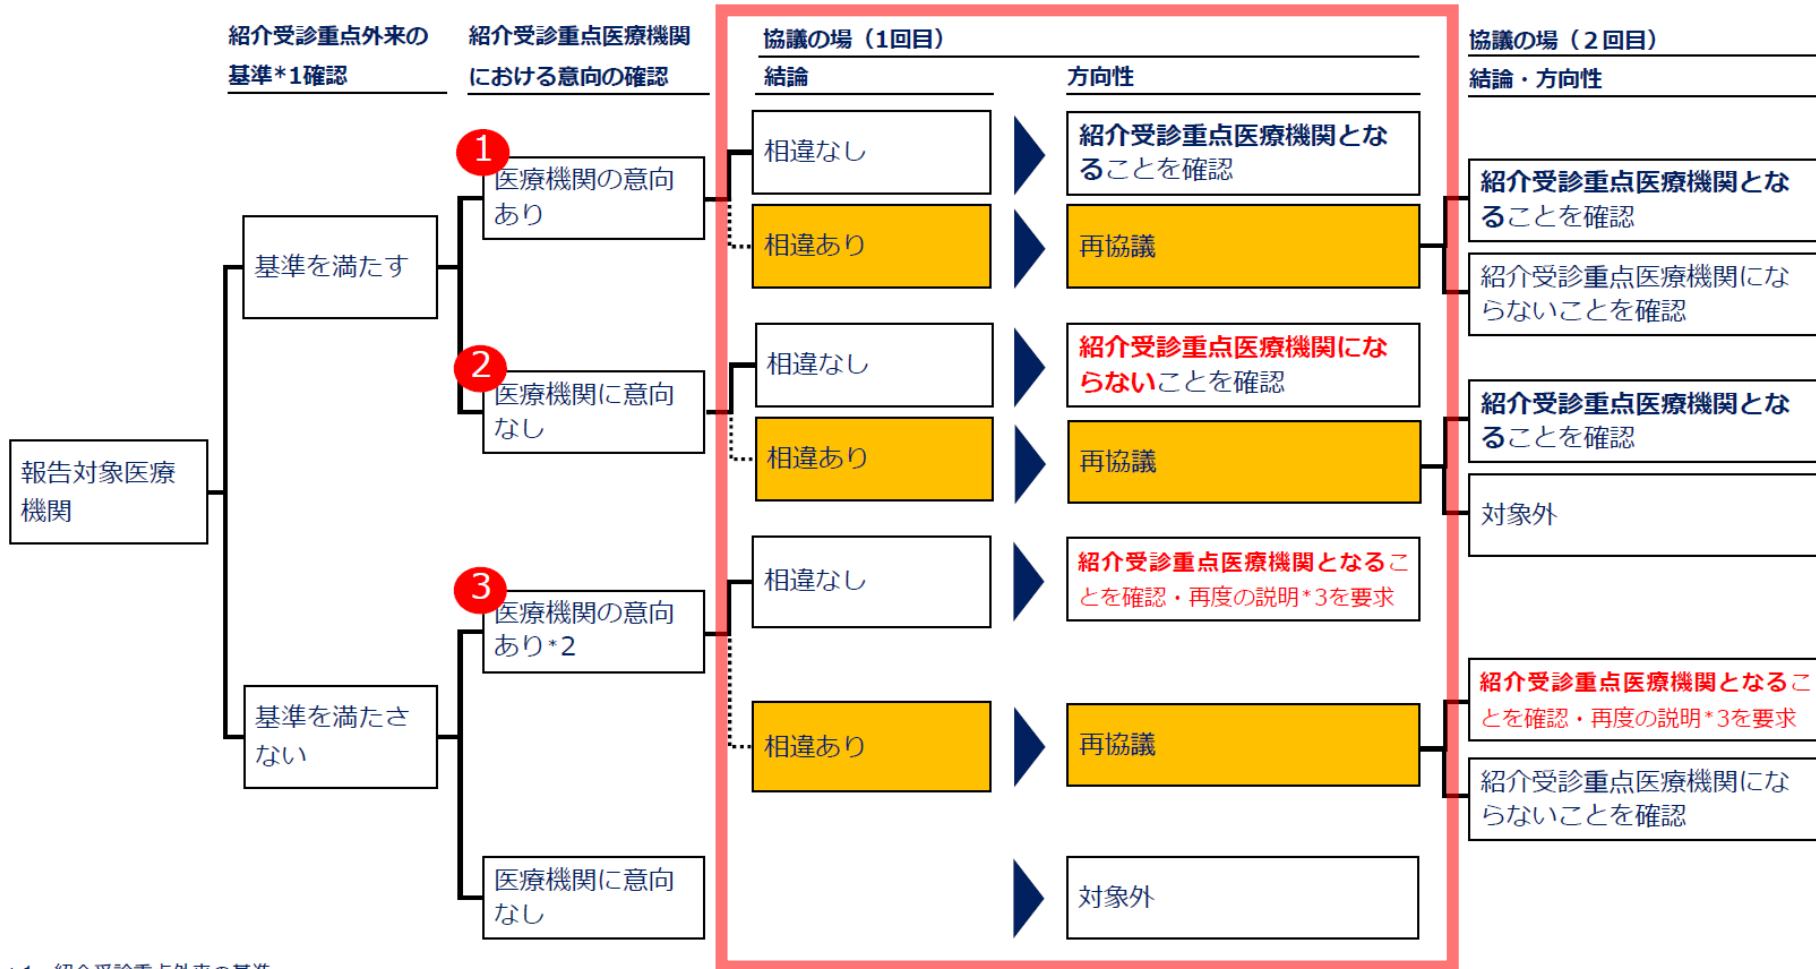 紹介受診重点外来の
基準*1確認
紹介受診重点医療機関
における意向の確認
協議の場（1回目）
結論
方向性
協議の場（２回目）
結論・方向性
報告対象医療
機関
基準を満たす
1
医療機関の意向
あり
相違なし
紹介受診重点医療機関とな
ることを確認
相違あり
再協議
紹介受診重点医療機関とな
ることを確認
紹介受診重点医療機関にな
らないことを確認
2
医療機関に意向
なし
相違なし
紹介受診重点医療機関にな
らないことを確認
相違あり
再協議
紹介受診重点医療機関とな
ることを確認
対象外
基準を満たさ
ない
3
医療機関の意向
あり*2
相違なし
紹介受診重点医療機関となるこ
とを確認・再度の説明*3を要求
相違あり
再協議
紹介受診重点医療機関となるこ
とを確認・再度の説明*3を要求
紹介受診重点医療機関にな
らないことを確認
医療機関に意向
なし
対象外